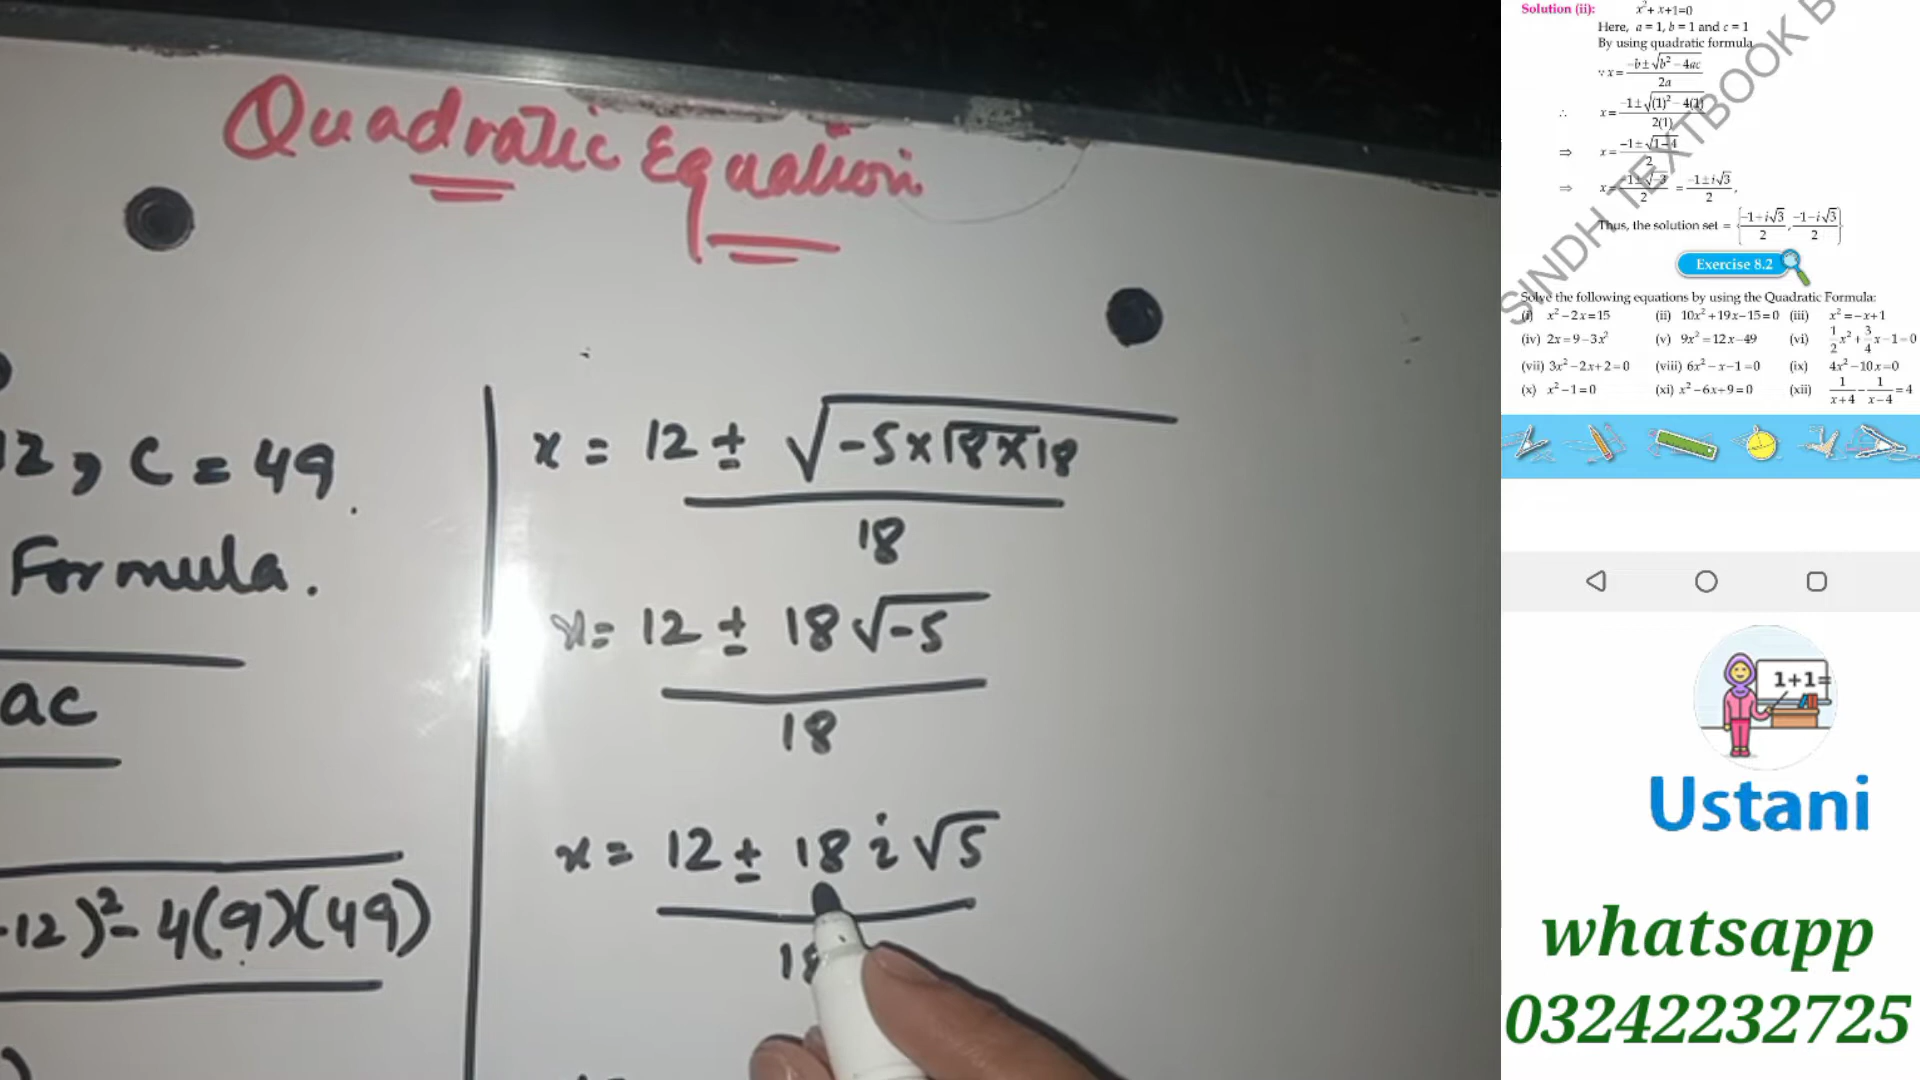 Quadratic Equation
12, C = 49.
Formula.
ac
-12)² - 4(9)(49)
x = 12 ± √-5×18×18
18
x = 12 ± 18√-5
18
x = 12 ± 18 i √5
18
Solution (ii): x²+x+1=0
Here, a = 1, b = 1 and c = 1
By using quadratic formula
∵ x = -b±√b² - 4ac
2a
∴ x = -1±√(1)² - 4(1)
2(1)
⇒ x = -1±√1-4
2
⇒ x = -1±√-3 / 2 = -1±i√3 / 2 ,
Thus, the solution set = {-1+i√3 / 2, -1-i√3 / 2}
SINDH TEXTBOOK B
Exercise 8.2
Solve the following equations by using the Quadratic Formula:
(i) x² – 2x = 15 (ii) 10x² + 19x – 15 = 0 (iii) x² = –x+1
(iv) 2x = 9 – 3x² (v) 9x² = 12x – 49 (vi) 1/2 x² + 3/4 x – 1 = 0
(vii) 3x² – 2x + 2 = 0 (viii) 6x² – x – 1 = 0 (ix) 4x² – 10x = 0
(x) x² – 1 = 0 (xi) x² – 6x + 9 = 0 (xii) 1/x+4 – 1/x–4 = 4
1+1=
Ustani
whatsapp
03242232725